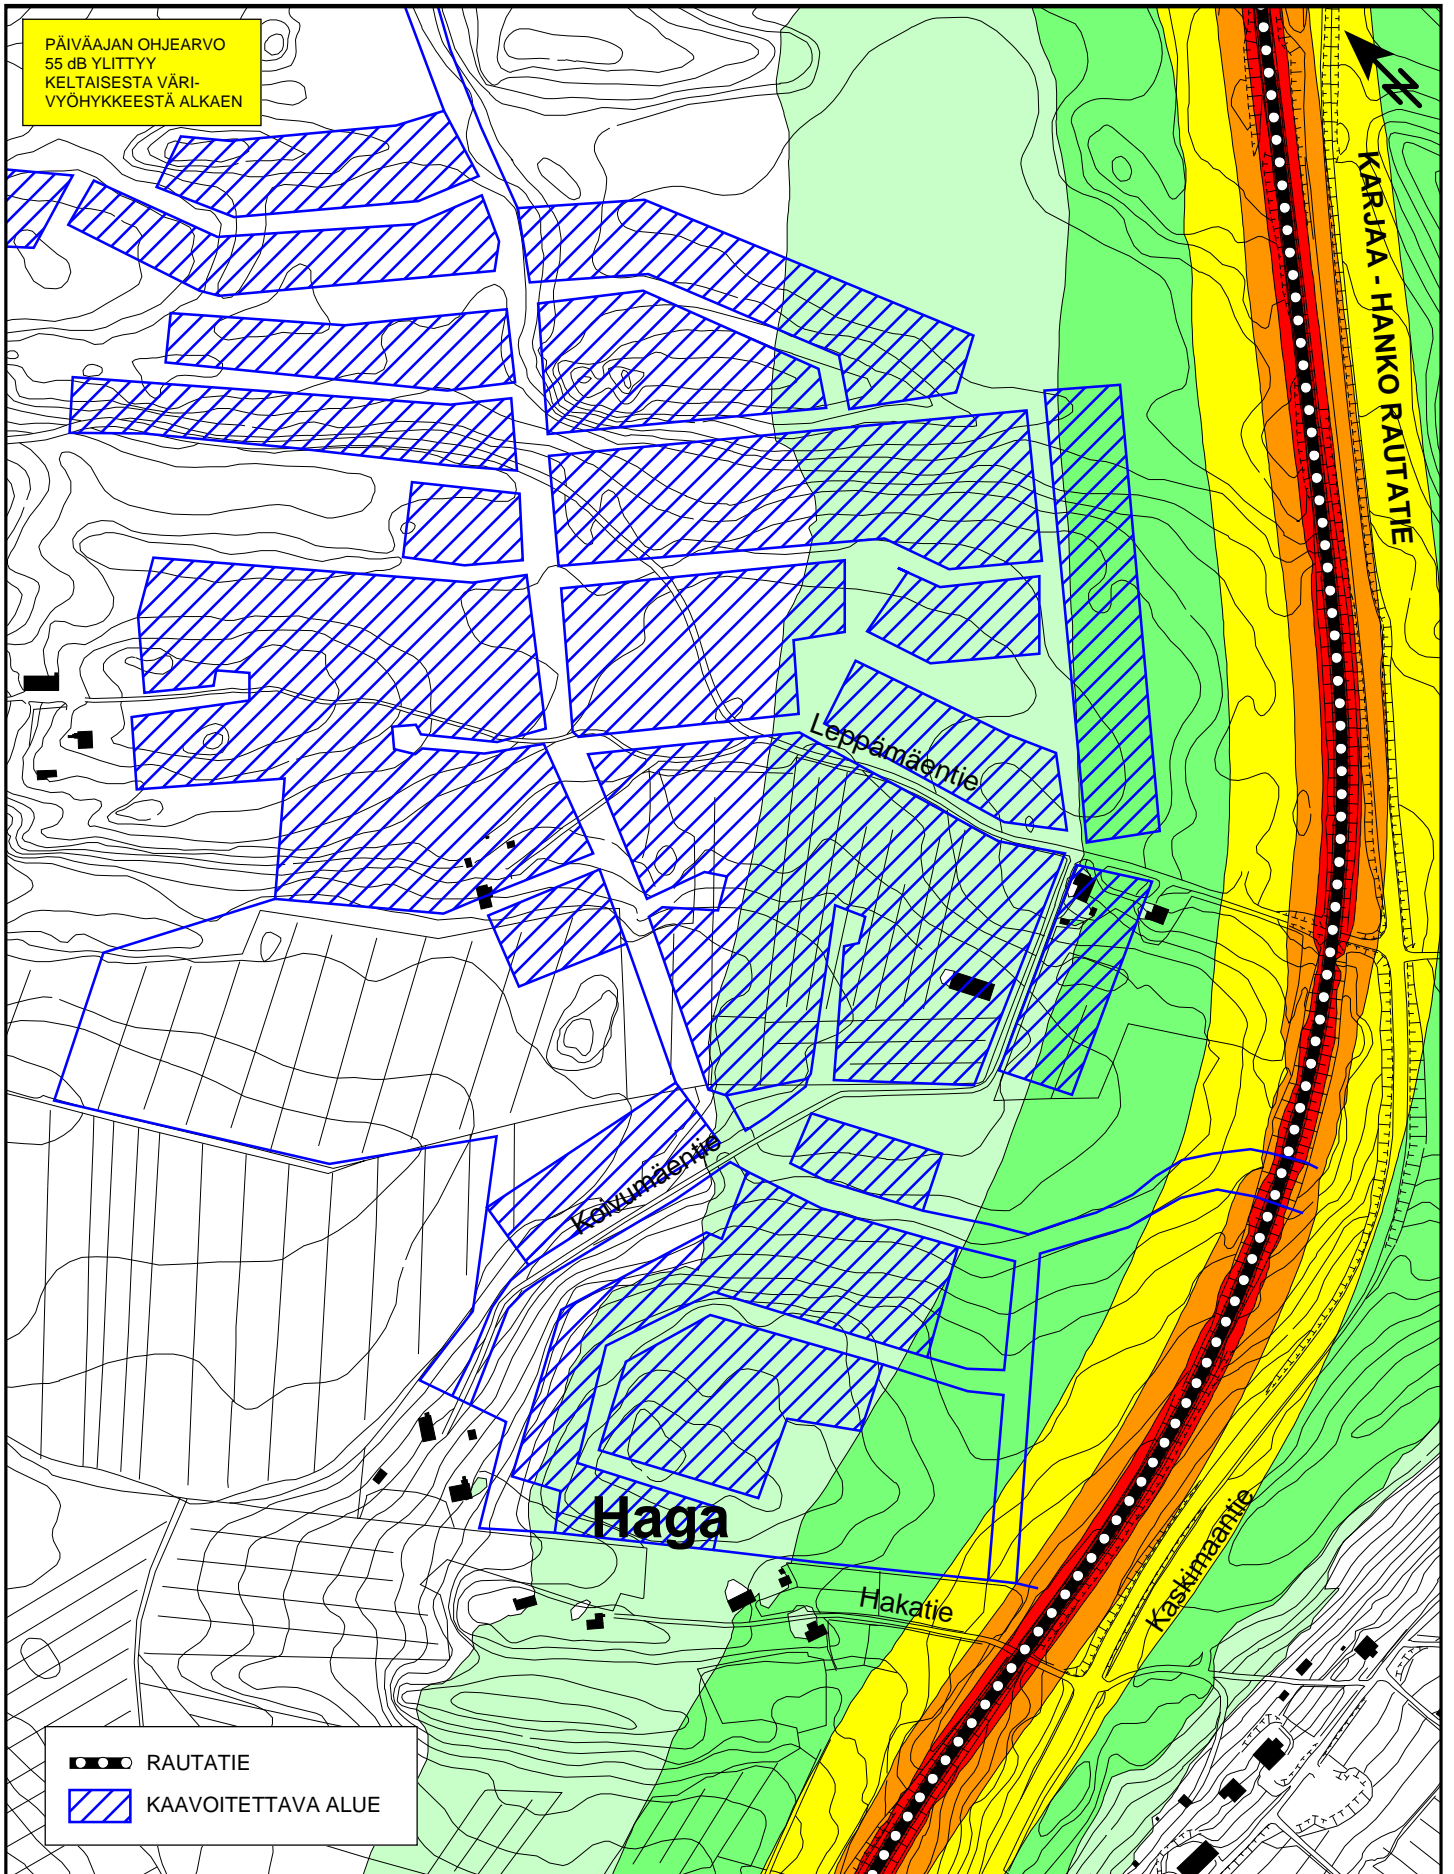 PÄIVÄAJAN OHJEARVO
55 dB YLITTYY
KELTAISESTA VÄRI-
VYÖHYKKEESTÄ ALKAEN
KARJAA - HANKO RAUTATIE
Leppämäentie
Koivumäentie
Haga
Hakatie
Kaskimaantie
RAUTATIE
KAAVOITETTAVA ALUE